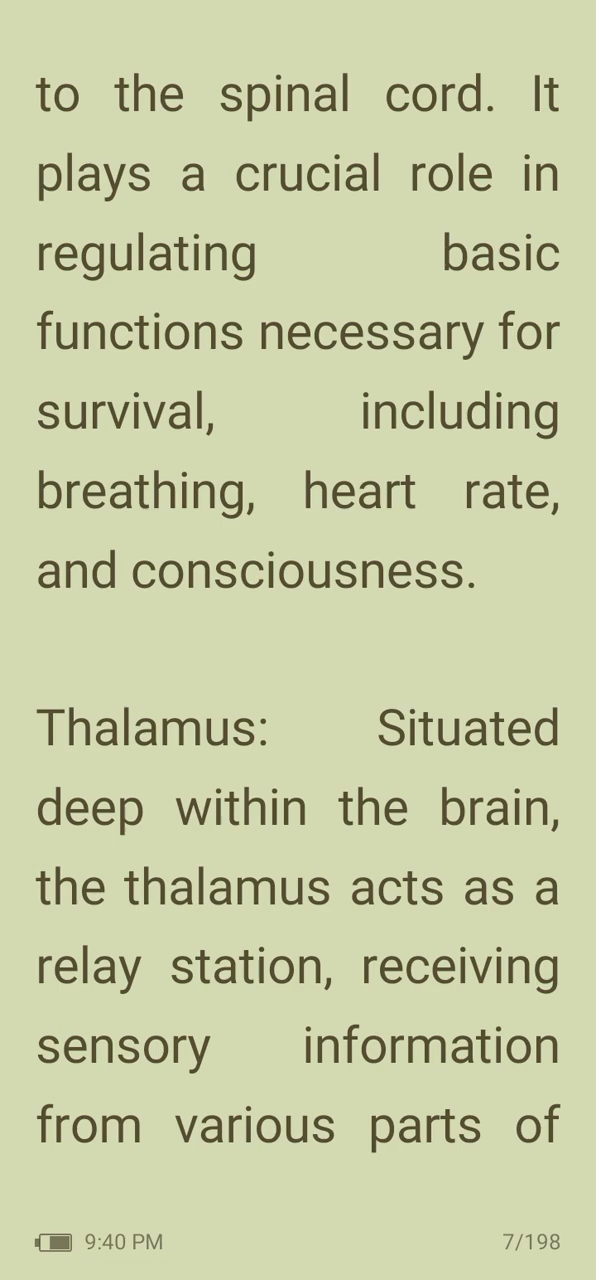 to the spinal cord. It
plays a crucial role in
regulating basic
functions necessary for
survival, including
breathing, heart rate,
and consciousness.
Thalamus: Situated
deep within the brain,
the thalamus acts as a
relay station, receiving
sensory information
from various parts of
9:40 PM 7/198